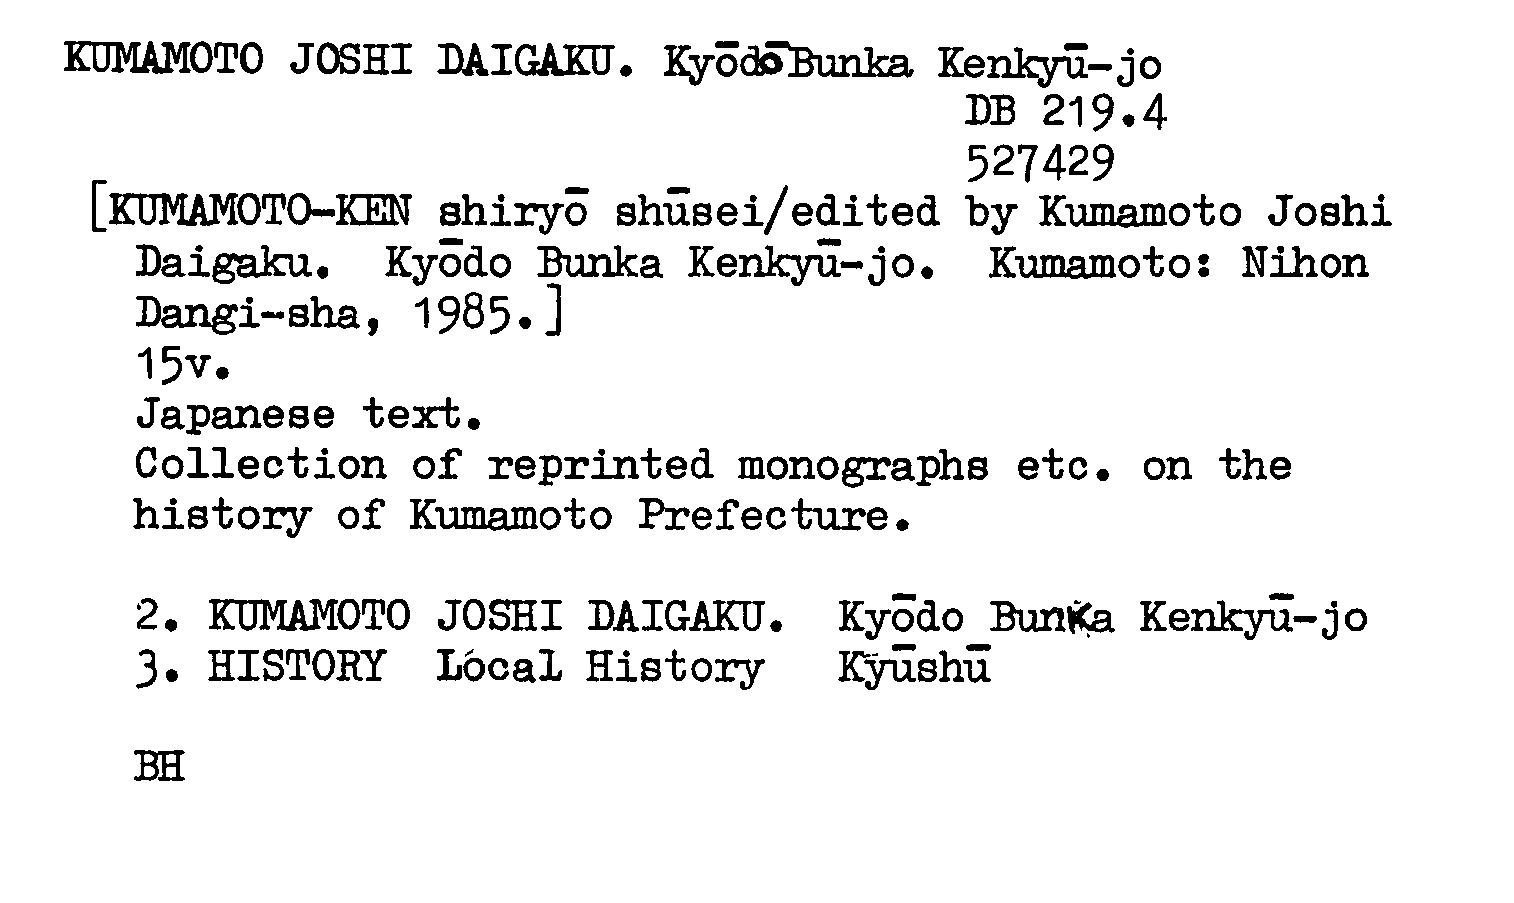 KUMAMOTO JOSHI DAIGAKU. Kyōdō Bunka Kenkyū-jo
DB 219.4
527429
[KUMAMOTO-KEN shiryō shūsei/edited by Kumamoto Joshi
Daigaku. Kyōdo Bunka Kenkyū-jo. Kumamoto: Nihon
Dangi-sha, 1985.]
15v.
Japanese text.
Collection of reprinted monographs etc. on the
history of Kumamoto Prefecture.
2. KUMAMOTO JOSHI DAIGAKU. Kyōdo Bunka Kenkyū-jo
3. HISTORY Local History Kyūshū
BH